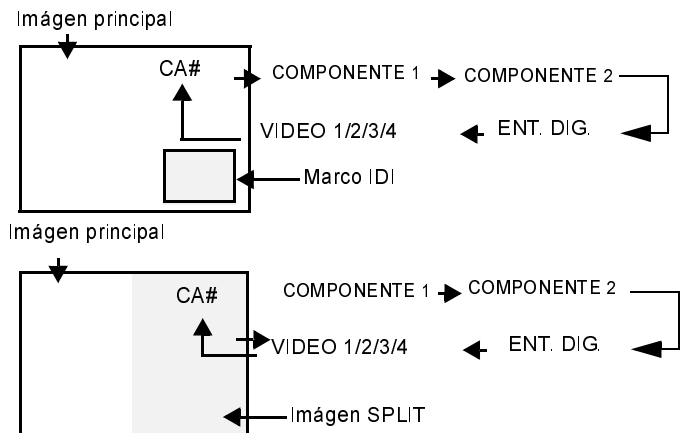 Imágen principal
CA#
COMPONENTE 1
COMPONENTE 2
VIDEO 1/2/3/4
ENT. DIG.
Marco IDI
Imágen principal
CA#
COMPONENTE 1
COMPONENTE 2
VIDEO 1/2/3/4
ENT. DIG.
Imágen SPLIT